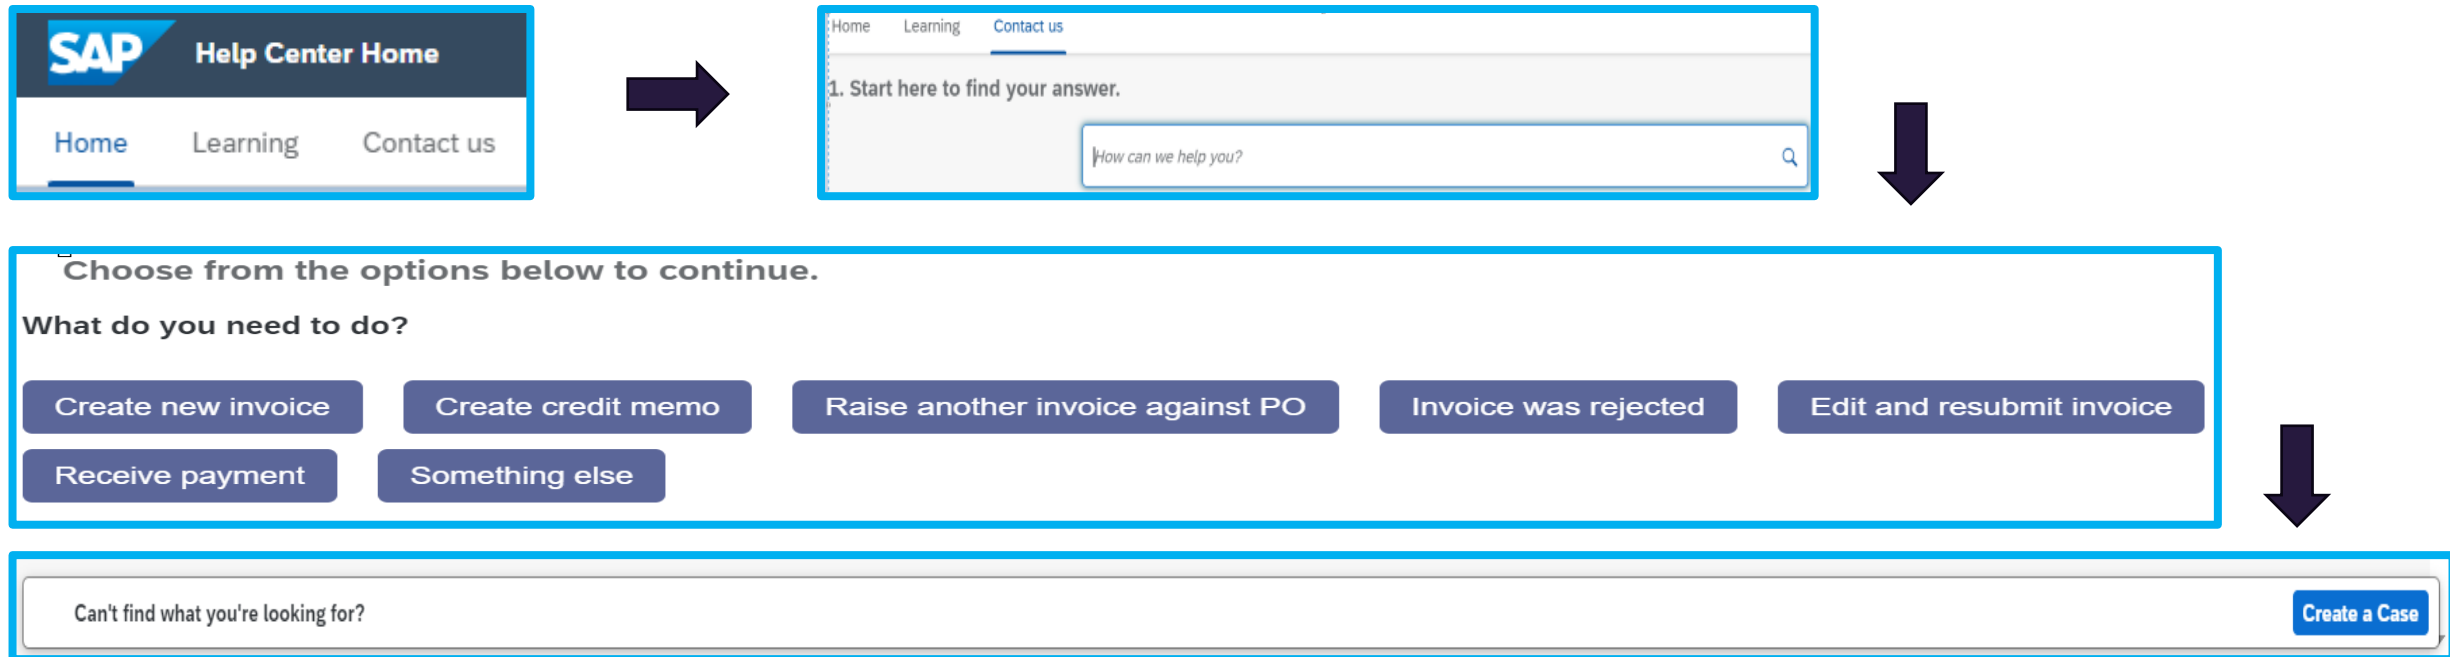 SAP Help Center Home
Home Learning Contact us
Home Learning Contact us
1. Start here to find your answer.
How can we help you?
Choose from the options below to continue.
What do you need to do?
Create new invoice Create credit memo Raise another invoice against PO Invoice was rejected Edit and resubmit invoice
Receive payment Something else
Can't find what you're looking for? Create a Case